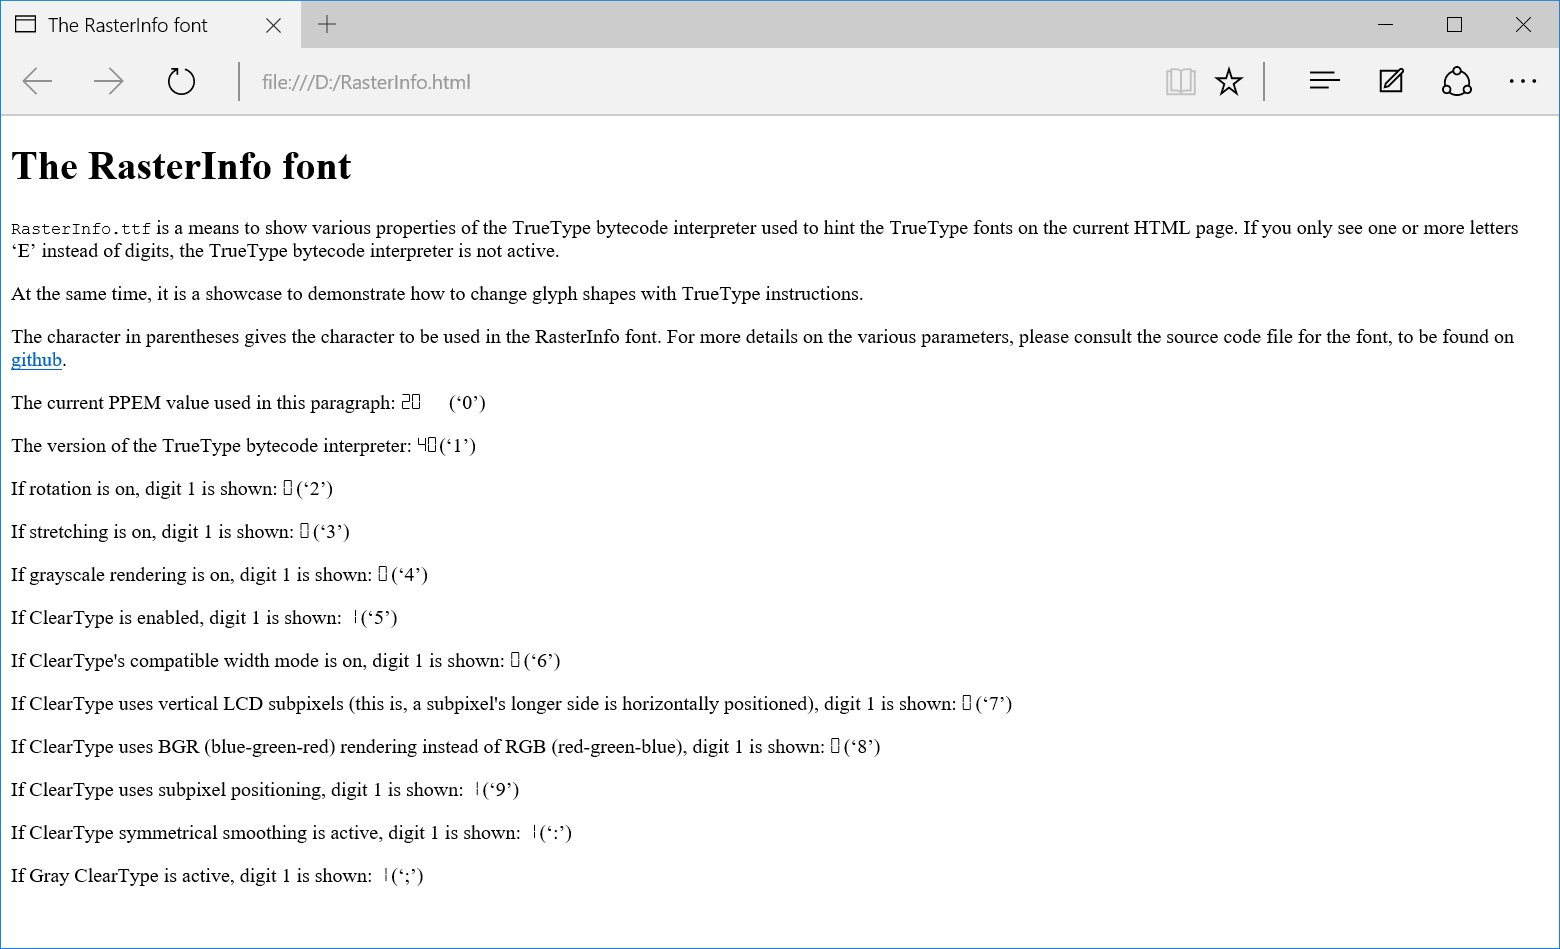 The RasterInfo font
file:///D:/RasterInfo.html
The RasterInfo font
RasterInfo.ttf is a means to show various properties of the TrueType bytecode interpreter used to hint the TrueType fonts on the current HTML page. If you only see one or more letters
‘E’ instead of digits, the TrueType bytecode interpreter is not active.
At the same time, it is a showcase to demonstrate how to change glyph shapes with TrueType instructions.
The character in parentheses gives the character to be used in the RasterInfo font. For more details on the various parameters, please consult the source code file for the font, to be found on
github.
The current PPEM value used in this paragraph: 20 (‘0’)
The version of the TrueType bytecode interpreter: 40 (‘1’)
If rotation is on, digit 1 is shown: 0 (‘2’)
If stretching is on, digit 1 is shown: 0 (‘3’)
If grayscale rendering is on, digit 1 is shown: 0 (‘4’)
If ClearType is enabled, digit 1 is shown: 1 (‘5’)
If ClearType's compatible width mode is on, digit 1 is shown: 0 (‘6’)
If ClearType uses vertical LCD subpixels (this is, a subpixel's longer side is horizontally positioned), digit 1 is shown: 0 (‘7’)
If ClearType uses BGR (blue-green-red) rendering instead of RGB (red-green-blue), digit 1 is shown: 0 (‘8’)
If ClearType uses subpixel positioning, digit 1 is shown: 1 (‘9’)
If ClearType symmetrical smoothing is active, digit 1 is shown: 1 (‘:’)
If Gray ClearType is active, digit 1 is shown: 1 (‘;’)